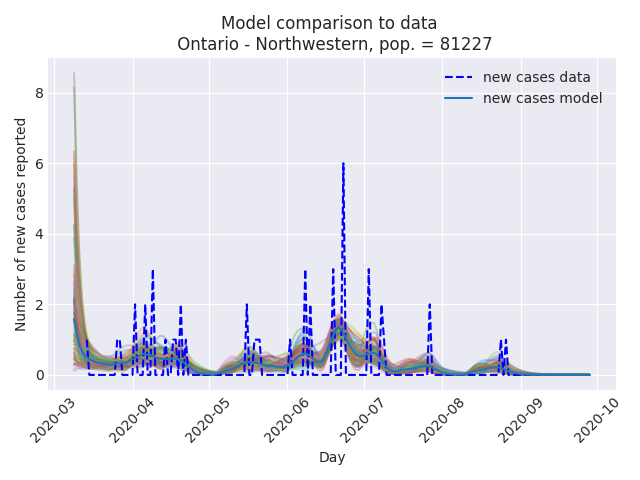 Model comparison to data
Ontario - Northwestern, pop. = 81227
new cases data
new cases model
Number of new cases reported
8
6
4
2
0
2020-03
2020-04
2020-05
2020-06
2020-07
2020-08
2020-09
2020-10
Day